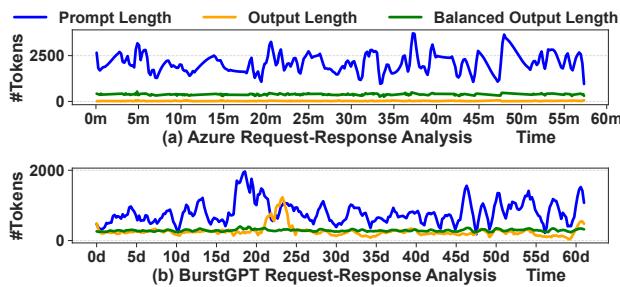 Prompt Length Output Length Balanced Output Length
#Tokens
2500
0
0m 5m 10m 15m 20m 25m 30m 35m 40m 45m 50m 55m 60m
(a) Azure Request-Response Analysis Time
#Tokens
2000
0
0d 5d 10d 15d 20d 25d 30d 35d 40d 45d 50d 55d 60d
(b) BurstGPT Request-Response Analysis Time